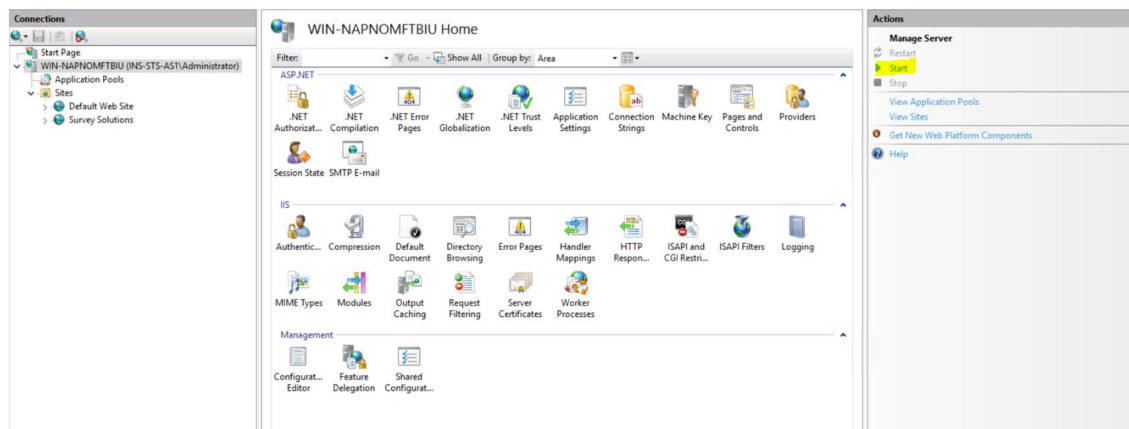 Connections
Start Page
WIN-NAPNOMFTBIU (INS-STS-AS1\Administrator)
Application Pools
Sites
Default Web Site
Survey Solutions
WIN-NAPNOMFTBIU Home
Filter: Go Show All Group by: Area
ASP.NET
.NET Authorizat...
.NET Compilation
.NET Error Pages
.NET Globalization
.NET Trust Levels
Application Settings
Connection Strings
Machine Key
Pages and Controls
Providers
Session State
SMTP E-mail
IIS
Authentic...
Compression
Default Document
Directory Browsing
Error Pages
Handler Mappings
HTTP Respon...
ISAPI and CGI Restri...
ISAPI Filters
Logging
MIME Types
Modules
Output Caching
Request Filtering
Server Certificates
Worker Processes
Management
Configurat... Editor
Feature Delegation
Shared Configurat...
Actions
Manage Server
Restart
Start
Stop
View Application Pools
View Sites
Get New Web Platform Components
Help